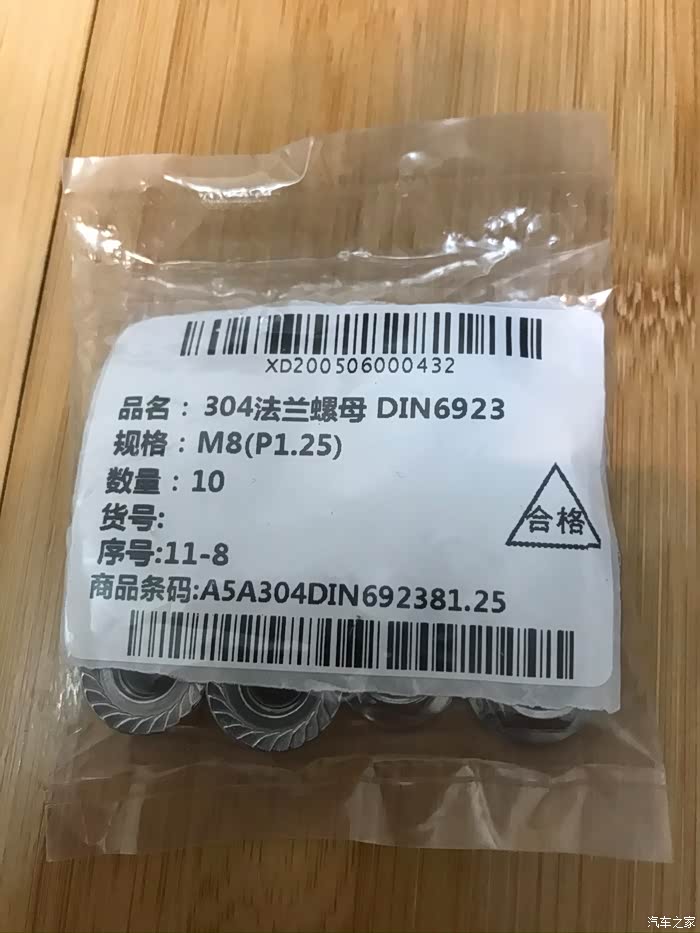 XD200506000432
品名：304法兰螺母 DIN6923
规格：M8(P1.25)
数量：10
货号:
合格
序号:11-8
商品条码:A5A304DIN692381.25
汽车之家